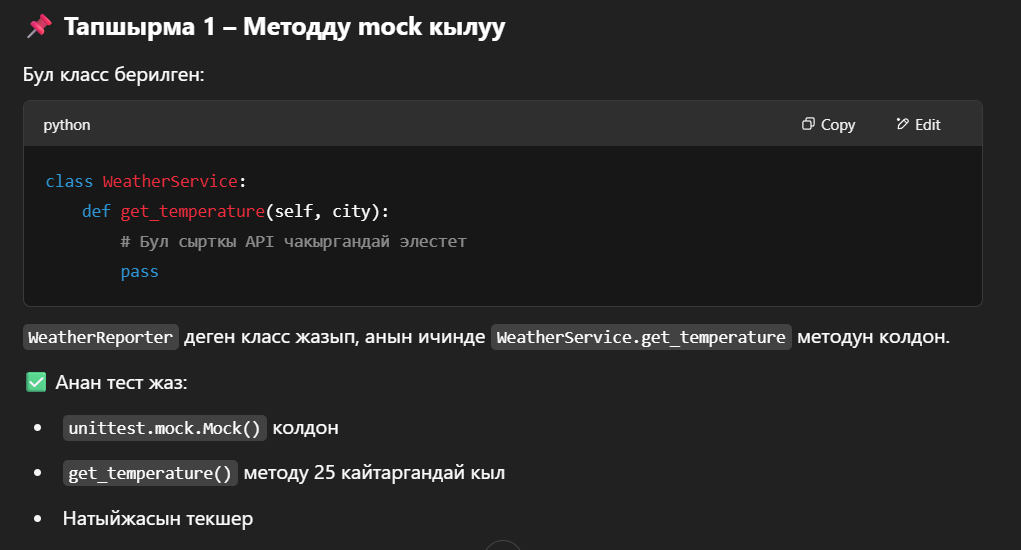 📌 Тапшырма 1 – Методду mock кылуу
Бул класс берилген:
python Copy Edit
class WeatherService:
    def get_temperature(self, city):
        # Бул сырткы API чакыргандай элестет
        pass
WeatherReporter деген класс жазып, анын ичинде WeatherService.get_temperature методун колдон.
✅ Анан тест жаз:
• unittest.mock.Mock() колдон
• get_temperature() методу 25 кайтаргандай кыл
• Натыйжасын текшер